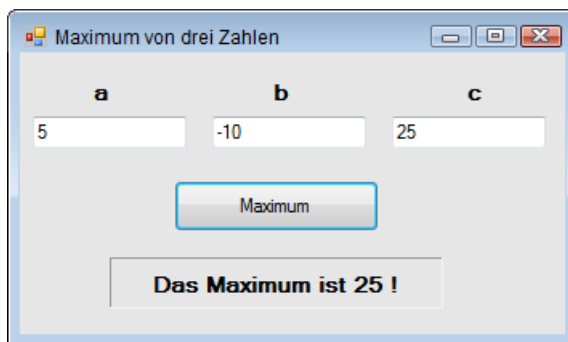 Maximum von drei Zahlen
a b c
5 -10 25
Maximum
Das Maximum ist 25 !